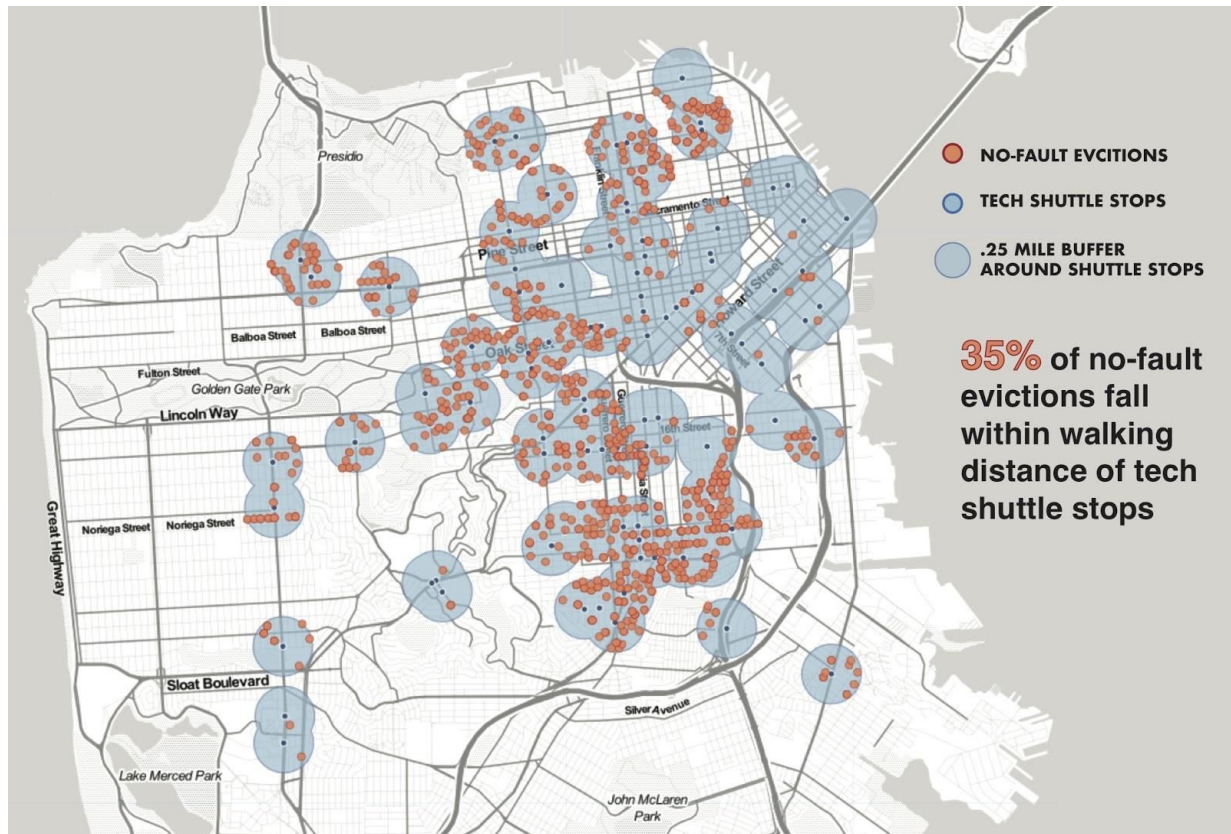 NO-FAULT EVCITIONS
TECH SHUTTLE STOPS
.25 MILE BUFFER
AROUND SHUTTLE STOPS
35% of no-fault
evictions fall
within walking
distance of tech
shuttle stops
Presidio
Pine Street
Balboa Street
Balboa Street
Fulton Street
Golden Gate Park
Lincoln Way
Oak
Howard Street
7th Street
16th Street
Great Highway
Noriega Street
Noriega Street
Sloat Boulevard
Silver Avenue
Lake Merced Park
John McLaren
Park